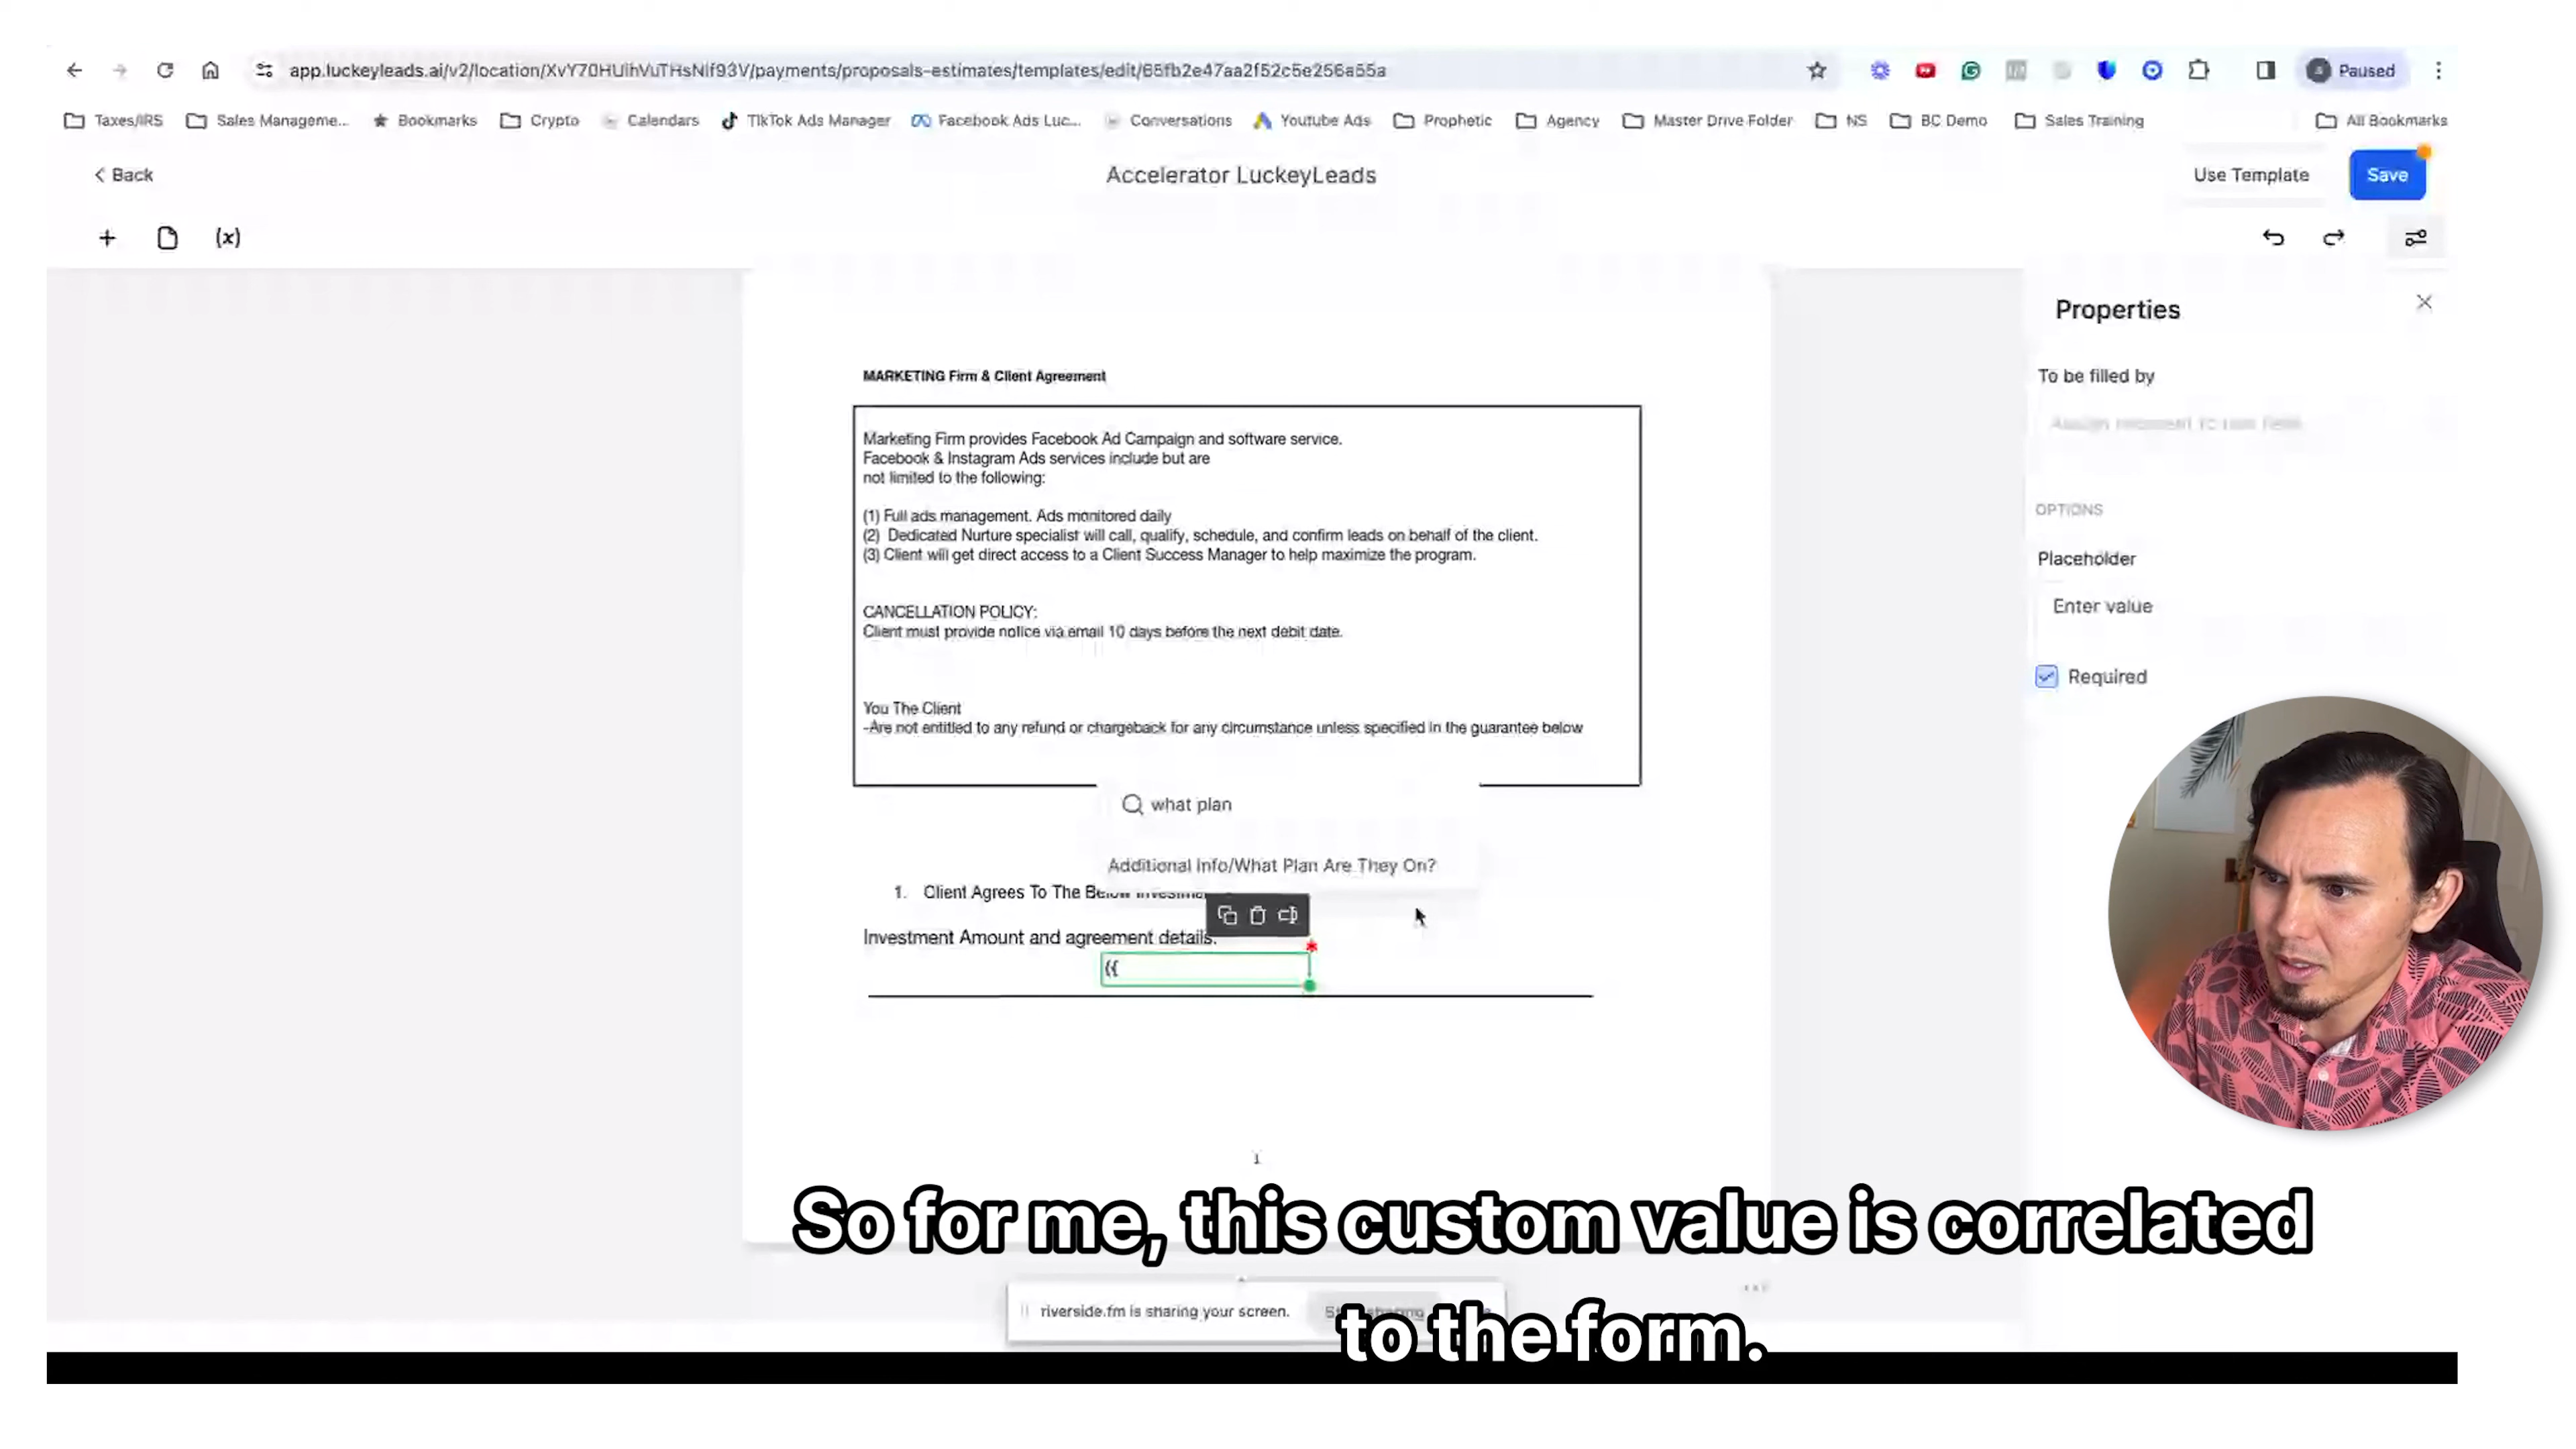 app.luckeyleads.ai/v2/location/XvY70HUihVuTHsNlf93V/payments/proposals-estimates/templates/edit/65fb2e47aa2f52c5e256a55a
Paused
Taxes/IRS
Sales Manageme...
Bookmarks
Crypto
Calendars
TikTok Ads Manager
Facebook Ads Luc...
Conversations
Youtube Ads
Prophetic
Agency
Master Drive Folder
NS
BC Demo
Sales Training
All Bookmarks
< Back
Accelerator LuckeyLeads
Use Template
Save
(x)
Properties
To be filled by
OPTIONS
Placeholder
Enter value
Required
MARKETING Firm & Client Agreement
Marketing Firm provides Facebook Ad Campaign and software service.
Facebook & Instagram Ads services include but are
not limited to the following:
(1) Full ads management. Ads monitored daily
(2) Dedicated Nurture specialist will call, qualify, schedule, and confirm leads on behalf of the client.
(3) Client will get direct access to a Client Success Manager to help maximize the program.
CANCELLATION POLICY:
Client must provide notice via email 10 days before the next debit date.
You The Client
-Are not entitled to any refund or chargeback for any circumstance unless specified in the guarantee below
what plan
Additional Info/What Plan Are They On?
1. Client Agrees To The Below
Investment Amount and agreement details:
*
{{
1
So for me, this custom value is correlated
to the form.
riverside.fm is sharing your screen.